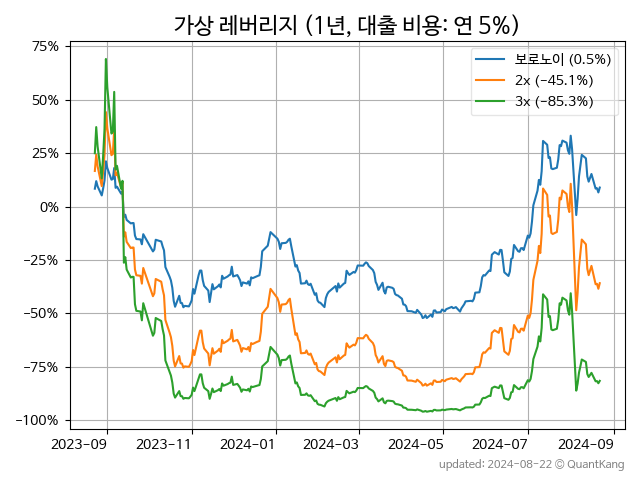 가상 레버리지 (1년, 대출 비용: 연 5%)
75%
50%
25%
0%
−25%
−50%
−75%
−100%
보로노이 (0.5%)
2x (−45.1%)
3x (−85.3%)
2023-09 2023-11 2024-01 2024-03 2024-05 2024-07 2024-09
updated: 2024-08-22 © QuantKang